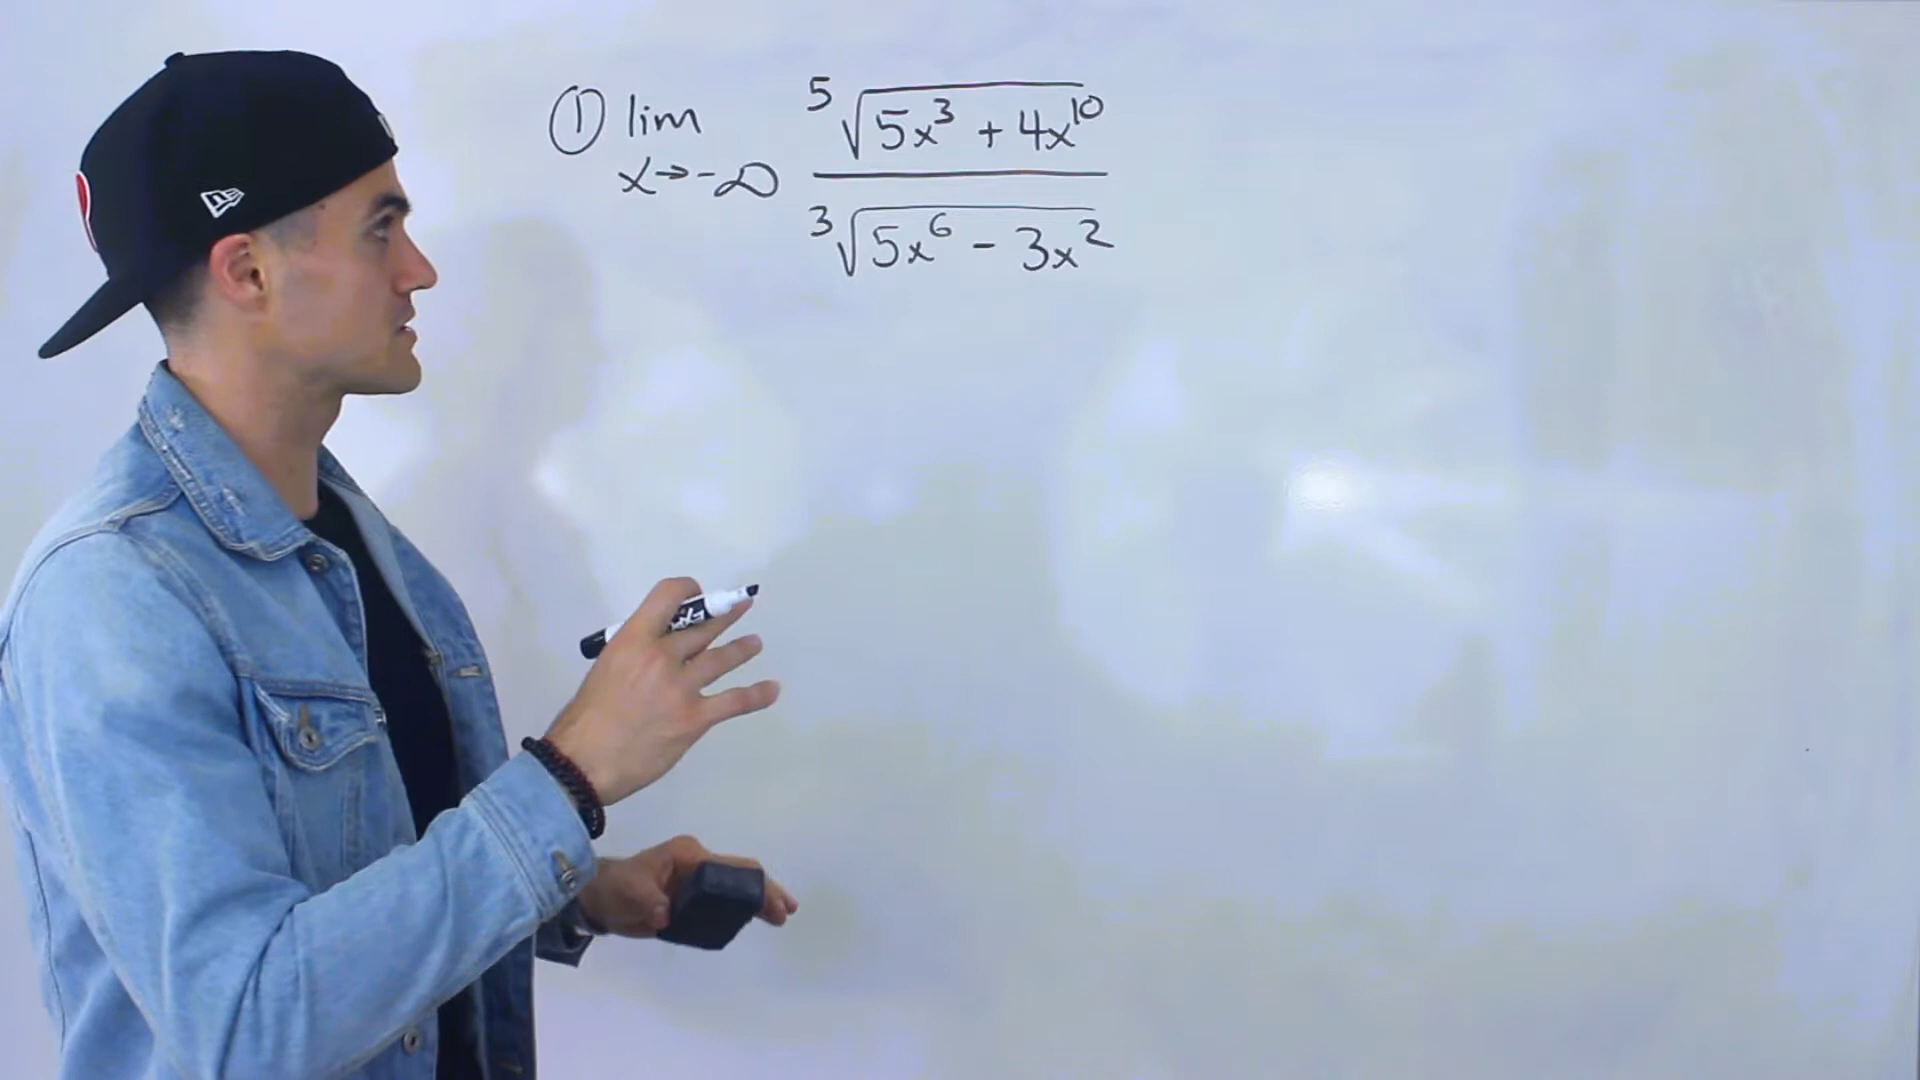 ① lim ⁵√(5x³ + 4x¹⁰)
x→-∞ ³√(5x⁶ - 3x²)